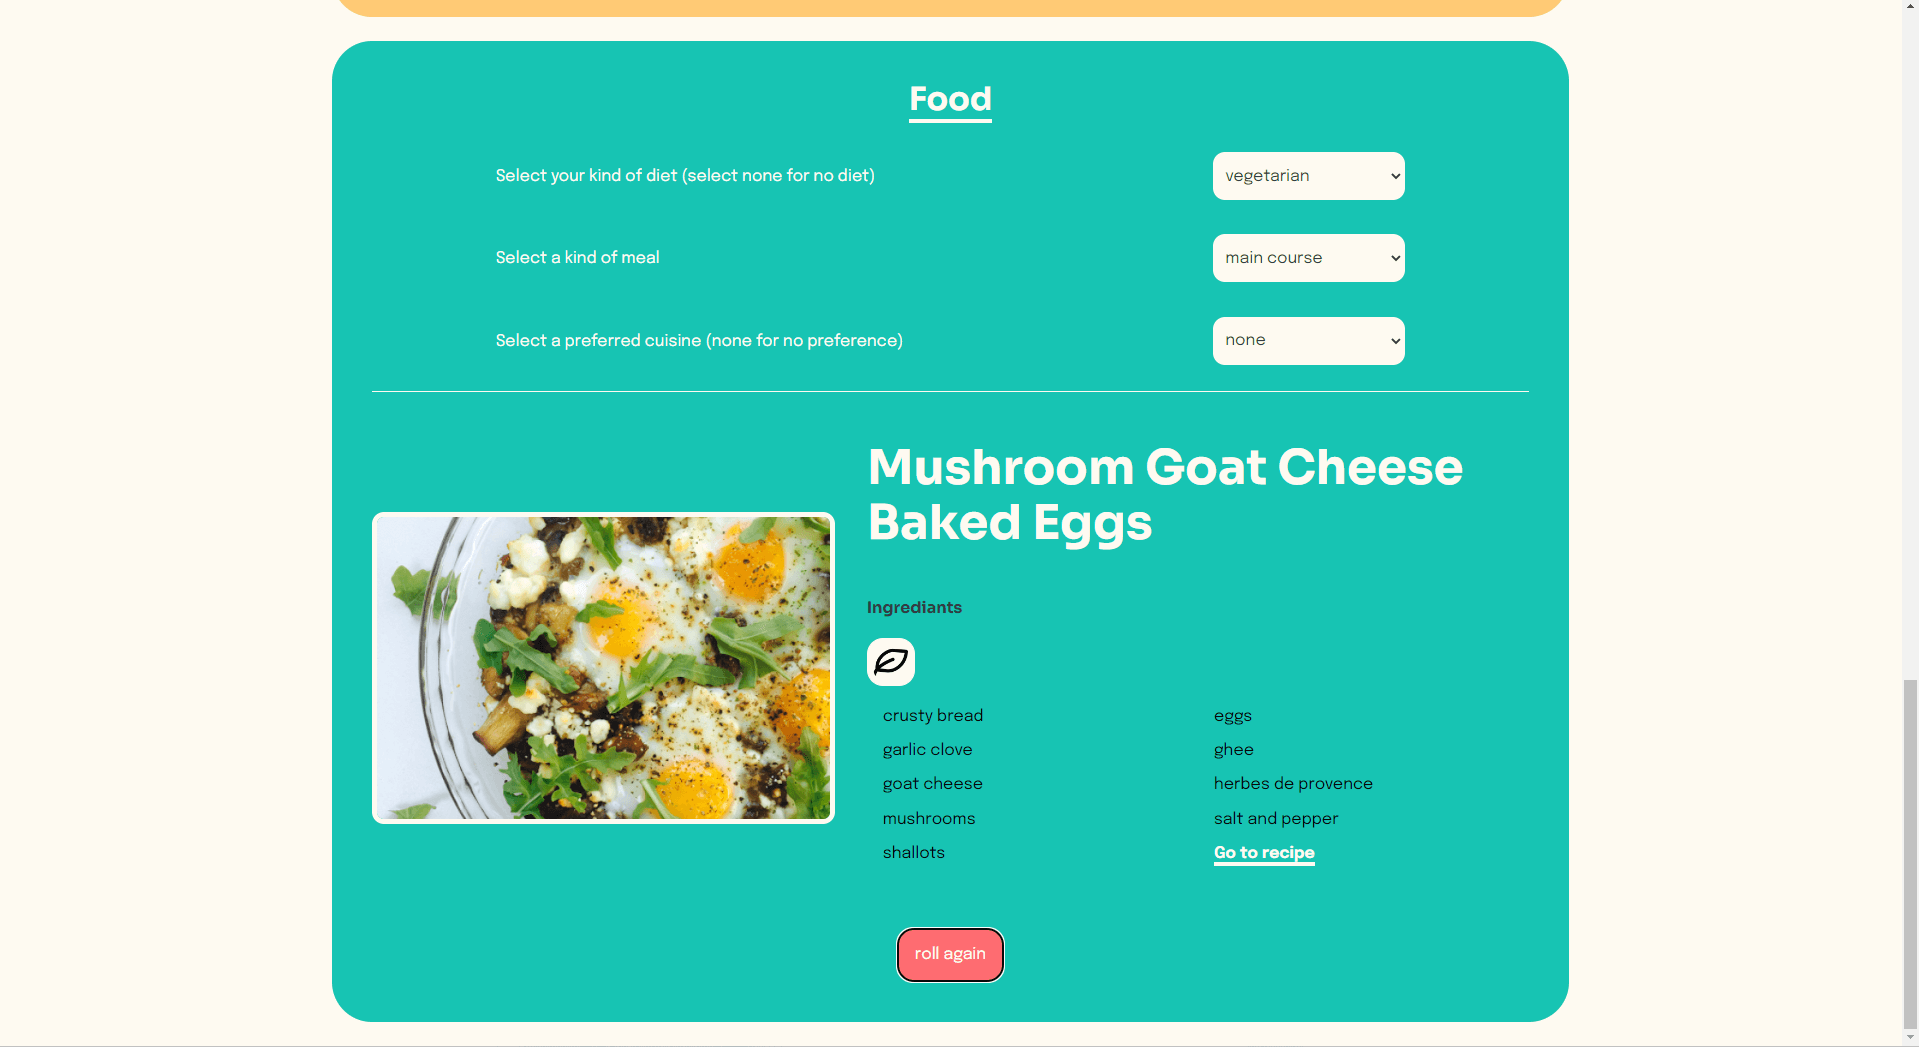 Food
Select your kind of diet (select none for no diet)
vegetarian
Select a kind of meal
main course
Select a preferred cuisine (none for no preference)
none
Mushroom Goat Cheese
Baked Eggs
Ingrediants
crusty bread
eggs
garlic clove
ghee
goat cheese
herbes de provence
mushrooms
salt and pepper
shallots
Go to recipe
roll again